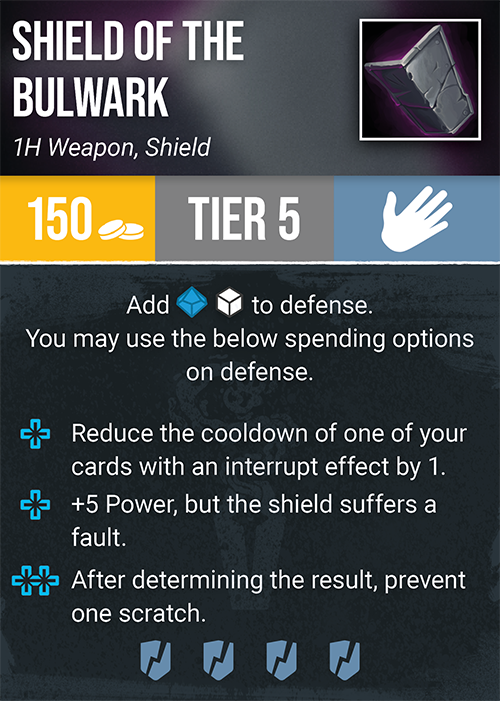 SHIELD OF THE
BULWARK
1H Weapon, Shield
150 TIER 5
Add to defense.
You may use the below spending options
on defense.
Reduce the cooldown of one of your
cards with an interrupt effect by 1.
+5 Power, but the shield suffers a
fault.
After determining the result, prevent
one scratch.